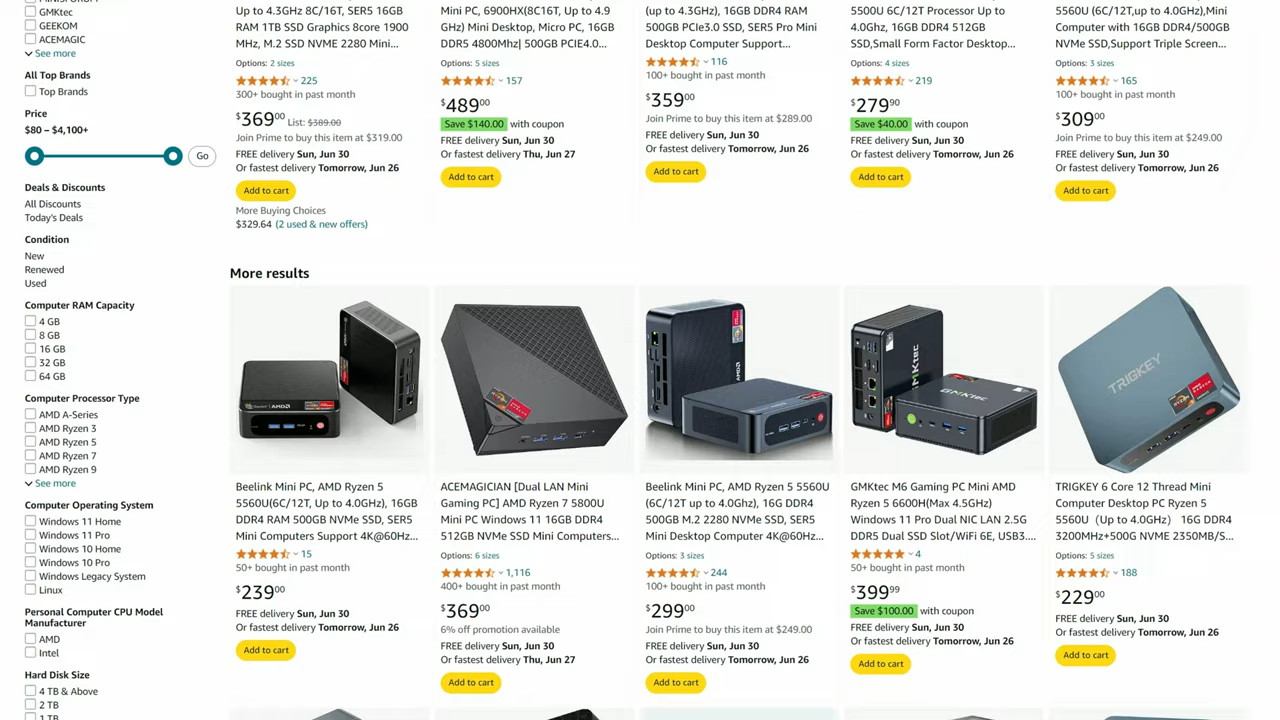 GMKtec
GEEKOM
ACEMAGIC
See more
All Top Brands
Top Brands
Price
$80 – $4,100+
Go
Deals & Discounts
All Discounts
Today's Deals
Condition
New
Renewed
Used
Computer RAM Capacity
4 GB
8 GB
16 GB
32 GB
64 GB
Computer Processor Type
AMD A-Series
AMD Ryzen 3
AMD Ryzen 5
AMD Ryzen 7
AMD Ryzen 9
See more
Computer Operating System
Windows 11 Home
Windows 11 Pro
Windows 10 Home
Windows 10 Pro
Windows Legacy System
Linux
Personal Computer CPU Model
Manufacturer
AMD
Intel
Hard Disk Size
4 TB & Above
2 TB
1 TB
Up to 4.3GHz 8C/16T, SER5 16GB
RAM 1TB SSD Graphics 8core 1900
MHz, M.2 SSD NVME 2280 Mini...
Options: 2 sizes
225
300+ bought in past month
$369.00 List: $389.00
Join Prime to buy this item at $319.00
FREE delivery Sun, Jun 30
Or fastest delivery Tomorrow, Jun 26
Add to cart
More Buying Choices
$329.64 (2 used & new offers)
Mini PC, 6900HX(8C16T, Up to 4.9
GHz) Mini Desktop, Micro PC, 16GB
DDR5 4800Mhz| 500GB PCIE4.0...
Options: 5 sizes
157
$489.00
Save $140.00 with coupon
FREE delivery Sun, Jun 30
Or fastest delivery Thu, Jun 27
Add to cart
(up to 4.3GHz), 16GB DDR4 RAM
500GB PCIe3.0 SSD, SER5 Pro Mini
Desktop Computer Support...
116
100+ bought in past month
$359.00
Join Prime to buy this item at $289.00
FREE delivery Sun, Jun 30
Or fastest delivery Tomorrow, Jun 26
Add to cart
5500U 6C/12T Processor Up to
4.0Ghz, 16GB DDR4 512GB
SSD,Small Form Factor Desktop...
Options: 4 sizes
219
$279.90
Save $40.00 with coupon
FREE delivery Sun, Jun 30
Or fastest delivery Tomorrow, Jun 26
Add to cart
5560U (6C/12T,up to 4.0GHz),Mini
Computer with 16GB DDR4/500GB
NVMe SSD,Support Triple Screen...
Options: 3 sizes
165
100+ bought in past month
$309.00
Join Prime to buy this item at $249.00
FREE delivery Sun, Jun 30
Or fastest delivery Tomorrow, Jun 26
Add to cart
More results
AMD
Beelink Mini PC, AMD Ryzen 5
5560U(6C/12T, Up to 4.0GHz), 16GB
DDR4 RAM 500GB NVMe SSD, SER5
Mini Computers Support 4K@60Hz...
15
50+ bought in past month
$239.00
FREE delivery Sun, Jun 30
Or fastest delivery Tomorrow, Jun 26
Add to cart
ACEMAGICIAN [Dual LAN Mini
Gaming PC] AMD Ryzen 7 5800U
Mini PC Windows 11 16GB DDR4
512GB NVMe SSD Mini Computers...
Options: 6 sizes
1,116
400+ bought in past month
$369.00
6% off promotion available
FREE delivery Sun, Jun 30
Or fastest delivery Thu, Jun 27
Add to cart
AMD
Beelink Mini PC, AMD Ryzen 5 5560U
(6C/12T up to 4.0GHz), 16G DDR4
500GB M.2 2280 NVMe SSD, SER5
Mini Desktop Computer 4K@60Hz...
Options: 3 sizes
244
100+ bought in past month
$299.00
Join Prime to buy this item at $249.00
FREE delivery Sun, Jun 30
Or fastest delivery Tomorrow, Jun 26
Add to cart
GMKtec
GMKtec
GMKtec M6 Gaming PC Mini AMD
Ryzen 5 6600H(Max 4.5GHz)
Windows 11 Pro Dual NIC LAN 2.5G
DDR5 Dual SSD Slot/WiFi 6E, USB3....
4
50+ bought in past month
$399.99
Save $100.00 with coupon
FREE delivery Sun, Jun 30
Or fastest delivery Tomorrow, Jun 26
Add to cart
TRIGKEY
TRIGKEY 6 Core 12 Thread Mini
Computer Desktop PC Ryzen 5
5560U（Up to 4.0GHz） 16G DDR4
3200MHz+500G NVME 2350MB/S...
Options: 5 sizes
188
$229.00
FREE delivery Sun, Jun 30
Or fastest delivery Tomorrow, Jun 26
Add to cart